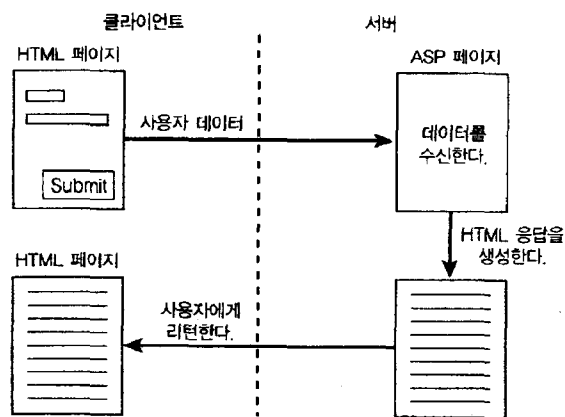 클라이언트
서버
HTML 페이지
ASP 페이지
사용자 데이터
데이터를
수신한다.
Submit
HTML 응답을
생성한다.
HTML 페이지
사용자에게
리턴한다.